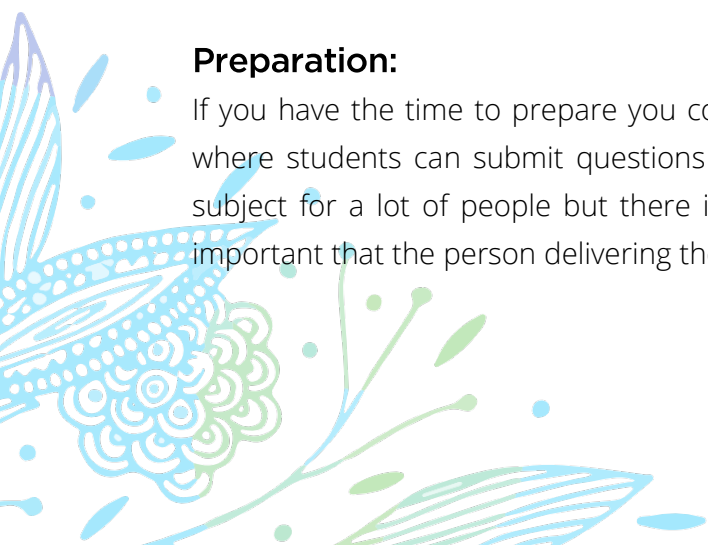 Preparation:
If you have the time to prepare you co
where students can submit questions
subject for a lot of people but there i
important that the person delivering th